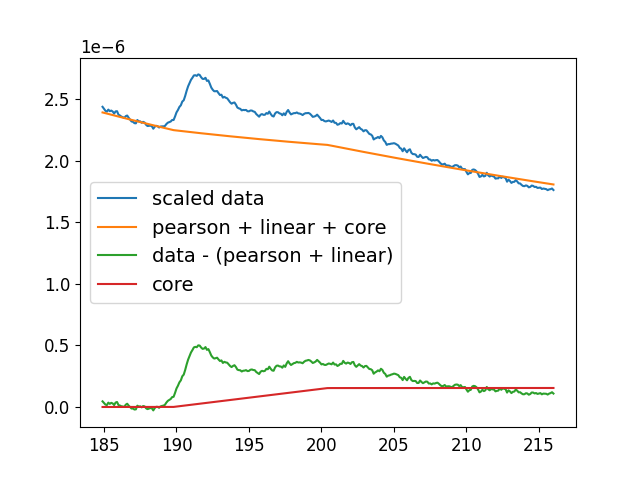 1e−6
2.5
2.0
1.5
1.0
0.5
0.0
scaled data
pearson + linear + core
data - (pearson + linear)
core
185 190 195 200 205 210 215